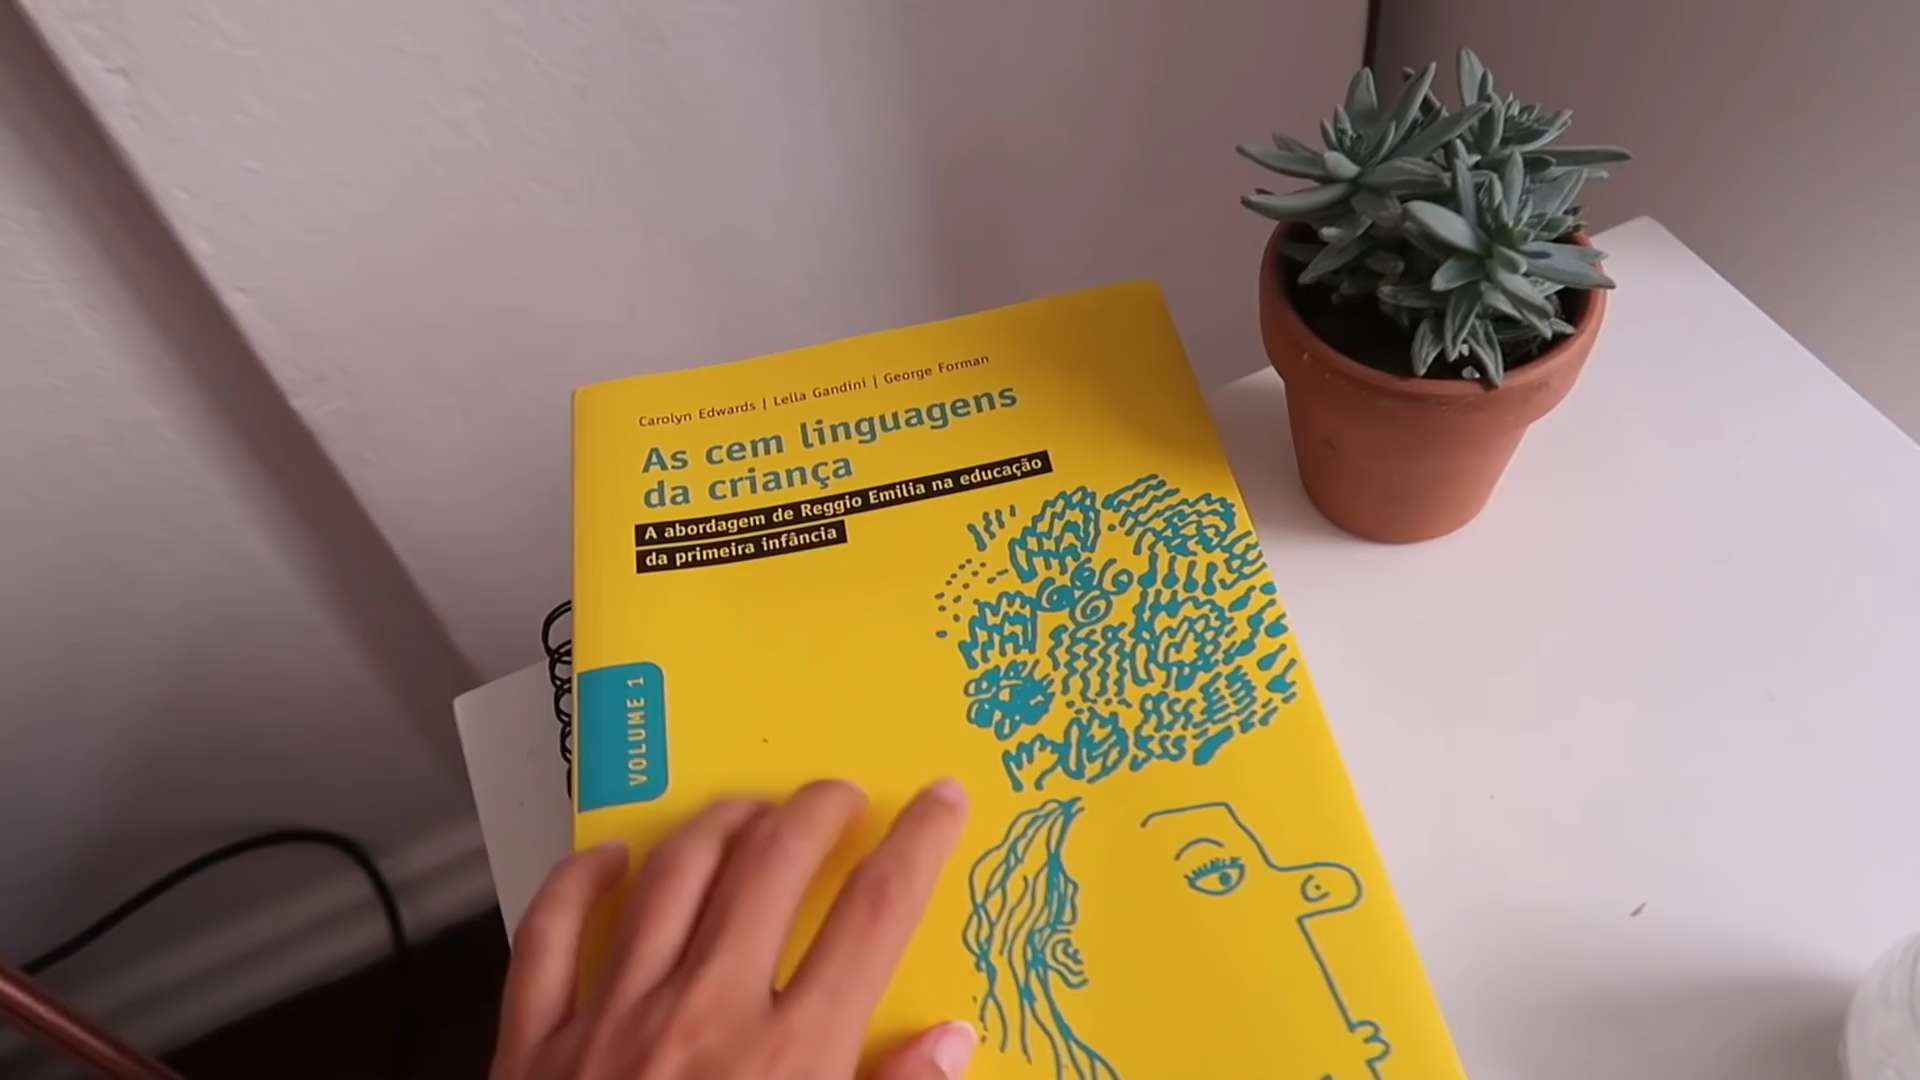 Carolyn Edwards | Lella Gandini | George Forman
As cem linguagens
da criança
A abordagem de Reggio Emilia na educação
da primeira infância
VOLUME 1